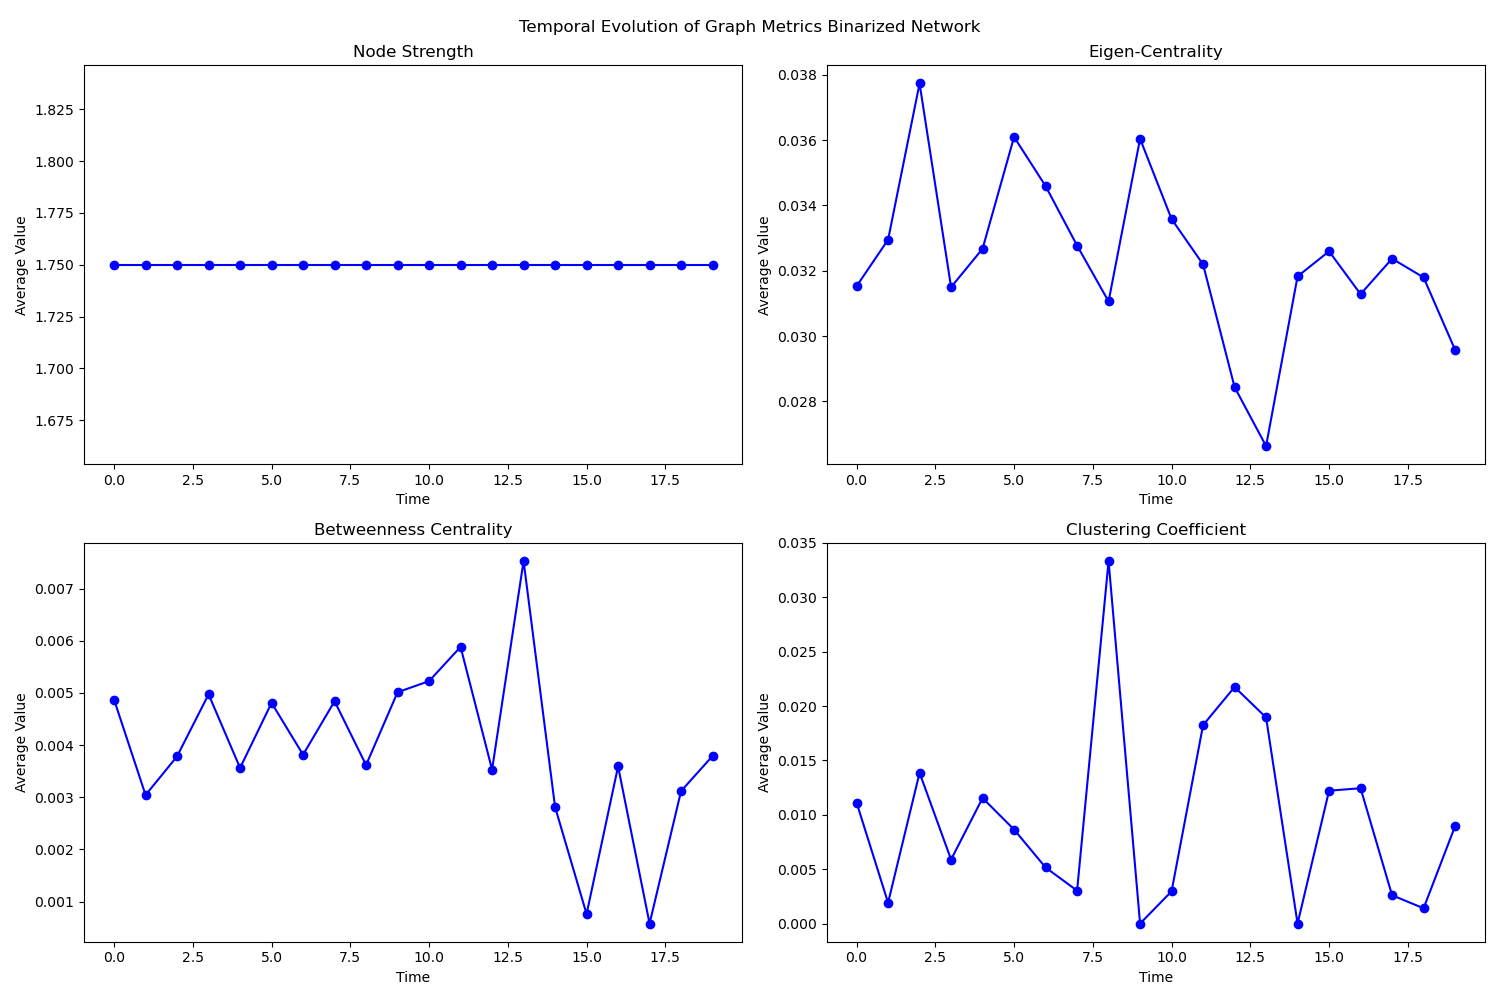 Temporal Evolution of Graph Metrics Binarized Network
Node Strength
Average Value
1.825
1.800
1.775
1.750
1.725
1.700
1.675
0.0 2.5 5.0 7.5 10.0 12.5 15.0 17.5
Time
Eigen-Centrality
Average Value
0.038
0.036
0.034
0.032
0.030
0.028
0.0 2.5 5.0 7.5 10.0 12.5 15.0 17.5
Time
Betweenness Centrality
Average Value
0.007
0.006
0.005
0.004
0.003
0.002
0.001
0.0 2.5 5.0 7.5 10.0 12.5 15.0 17.5
Time
Clustering Coefficient
Average Value
0.035
0.030
0.025
0.020
0.015
0.010
0.005
0.000
0.0 2.5 5.0 7.5 10.0 12.5 15.0 17.5
Time